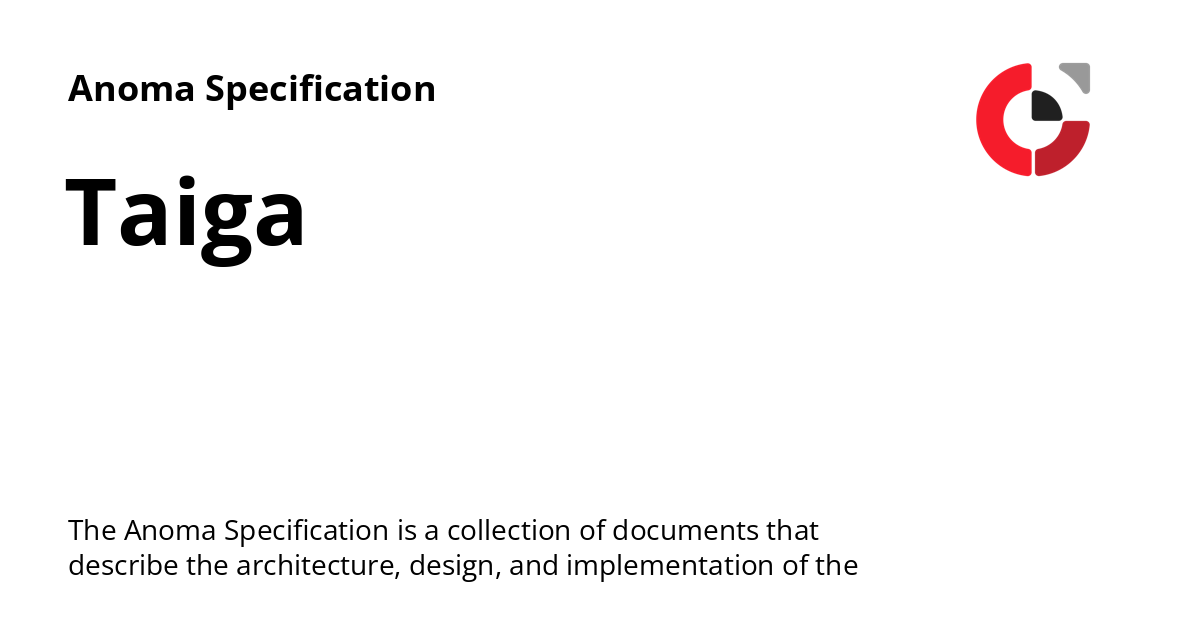 Anoma Specification
Taiga
The Anoma Specification is a collection of documents that
describe the architecture, design, and implementation of the